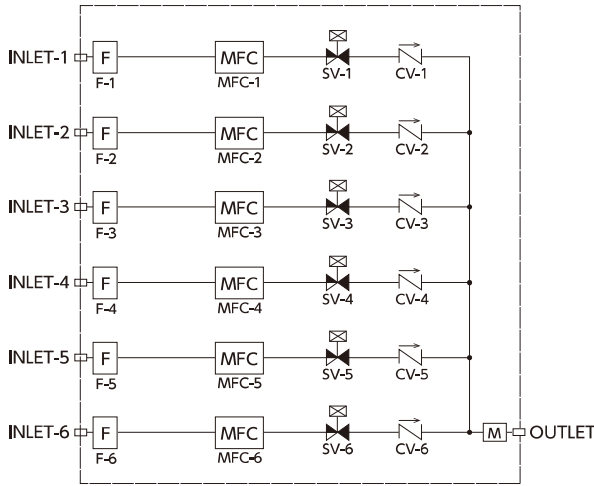 INLET-1 F MFC
F-1 MFC-1 SV-1 CV-1
INLET-2 F MFC
F-2 MFC-2 SV-2 CV-2
INLET-3 F MFC
F-3 MFC-3 SV-3 CV-3
INLET-4 F MFC
F-4 MFC-4 SV-4 CV-4
INLET-5 F MFC
F-5 MFC-5 SV-5 CV-5
INLET-6 F MFC M OUTLET
F-6 MFC-6 SV-6 CV-6